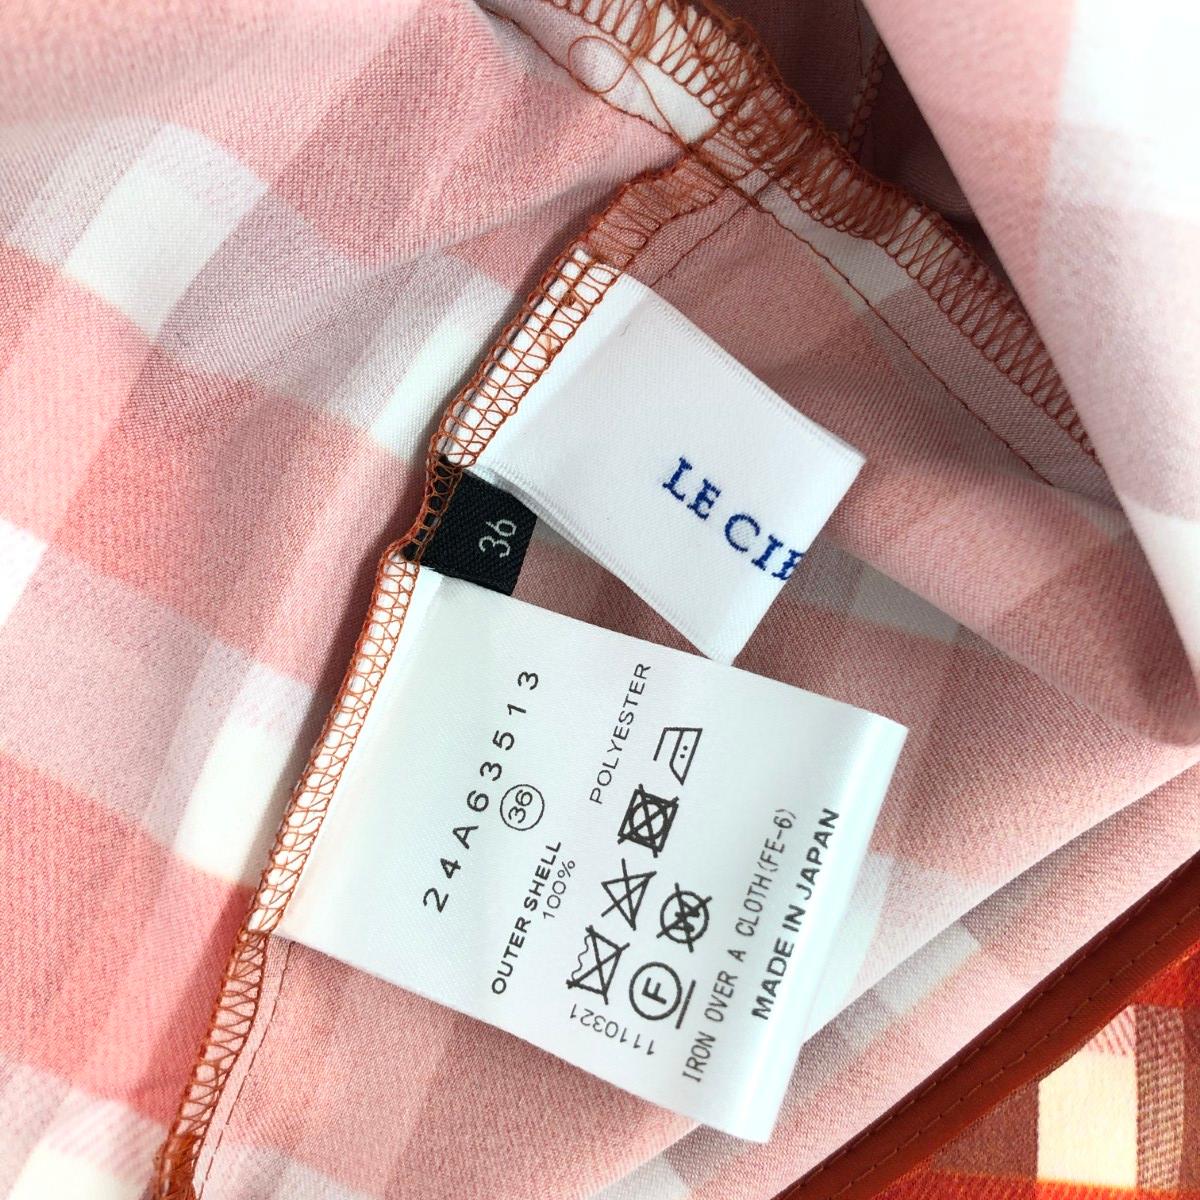 LE CIE
36
24A63513
36
OUTER SHELL
POLYESTER
100%
F
W
1110321
IRON OVER A CLOTH(FE-6)
MADE IN JAPAN